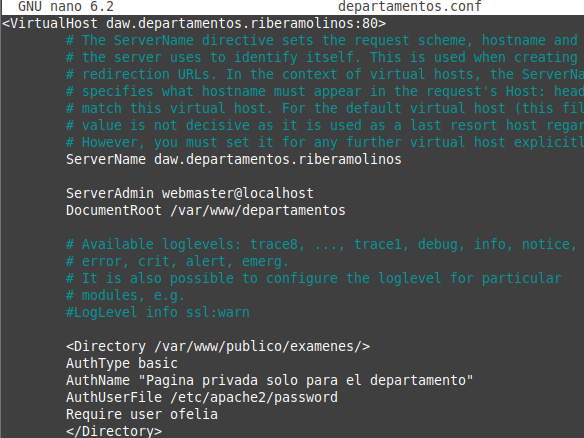 GNU nano 6.2 departamentos.conf
<VirtualHost daw.departamentos.riberamolinos:80>
# The ServerName directive sets the request scheme, hostname and
# the server uses to identify itself. This is used when creating
# redirection URLs. In the context of virtual hosts, the ServerNa
# specifies what hostname must appear in the request's Host: head
# match this virtual host. For the default virtual host (this fil
# value is not decisive as it is used as a last resort host regar
# However, you must set it for any further virtual host explicitl
ServerName daw.departamentos.riberamolinos
ServerAdmin webmaster@localhost
DocumentRoot /var/www/departamentos
# Available loglevels: trace8, ..., trace1, debug, info, notice,
# error, crit, alert, emerg.
# It is also possible to configure the loglevel for particular
# modules, e.g.
#LogLevel info ssl:warn
<Directory /var/www/publico/examenes/>
AuthType basic
AuthName "Pagina privada solo para el departamento"
AuthUserFile /etc/apache2/password
Require user ofelia
</Directory>